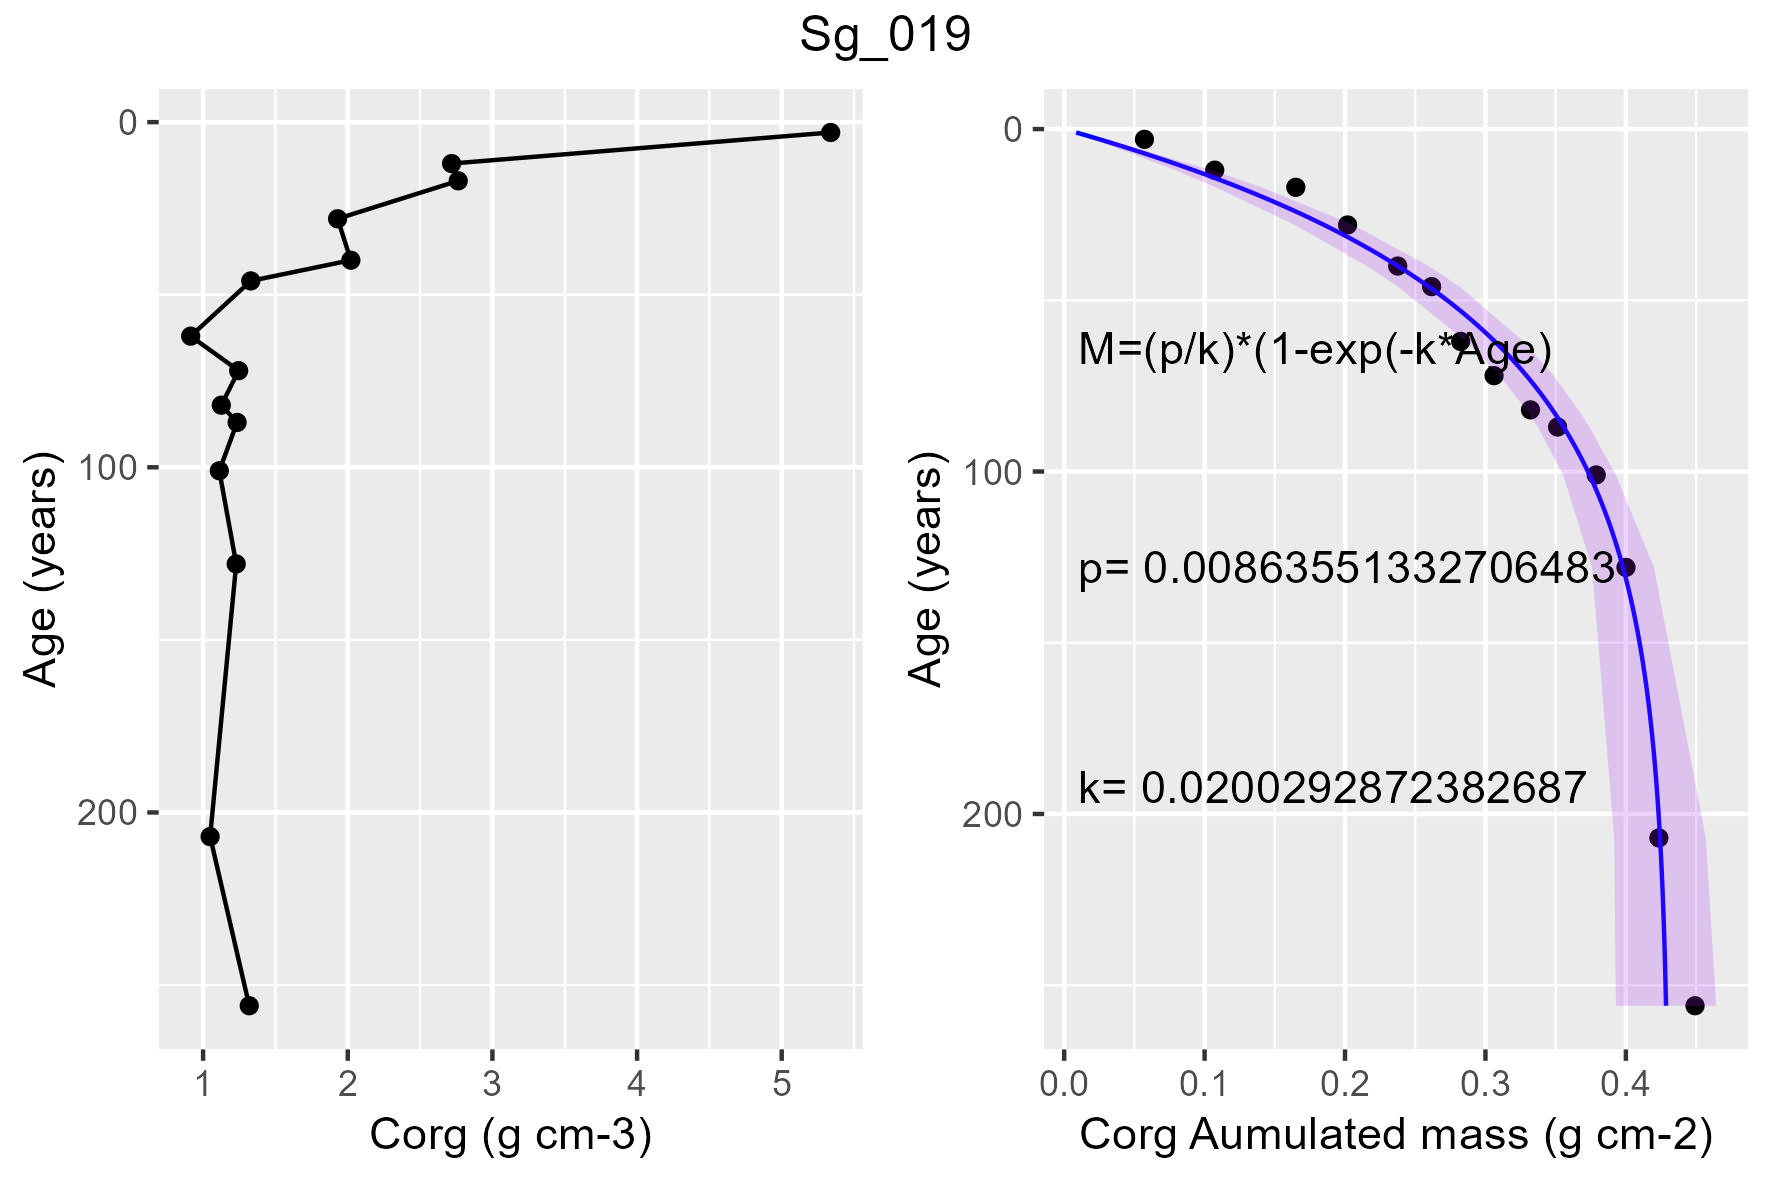 Sg_019
0
100
200
Age (years)
1 2 3 4 5
Corg (g cm-3)
0
100
200
Age (years)
M=(p/k)*(1-exp(-k*Age)
p= 0.00863551332706483
k= 0.0200292872382687
0.0 0.1 0.2 0.3 0.4
Corg Aumulated mass (g cm-2)